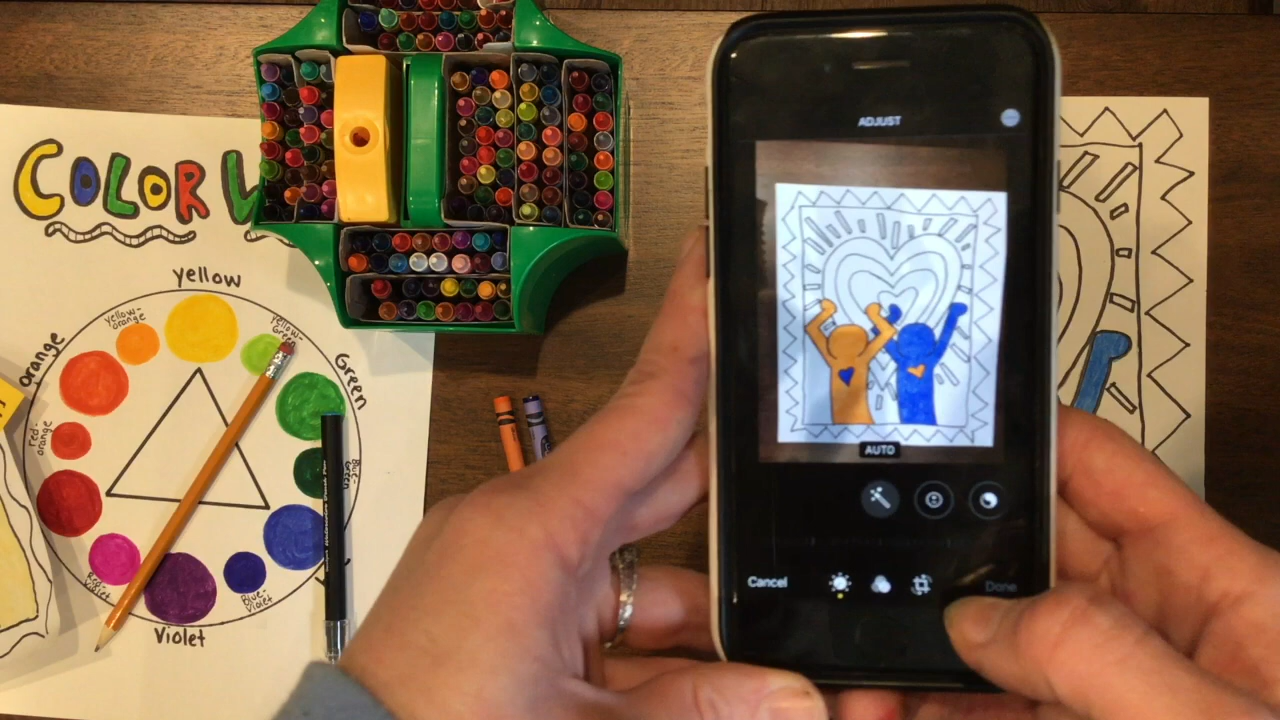 COLOR W
yellow
yellow-
orange
yellow-
Green
orange
Green
red-
orange
Blue-
Green
red-
violet
Blue-
Violet
Violet
ADJUST
AUTO
Cancel
Done